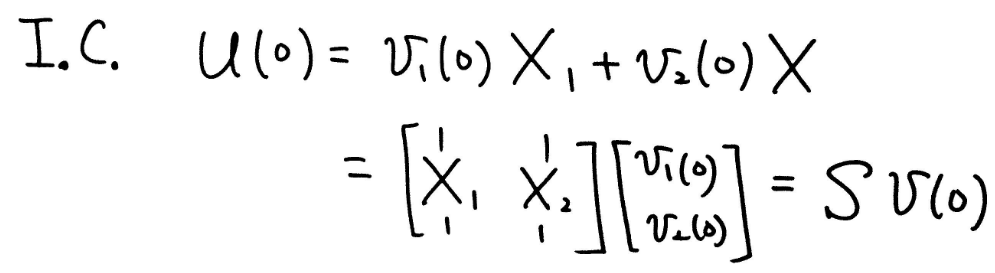 I.C. u(0) = v₁(0) X₁ + v₂(0) X
= [X₁ X₂] [v₁(0) v₂(0)] = S v(0)